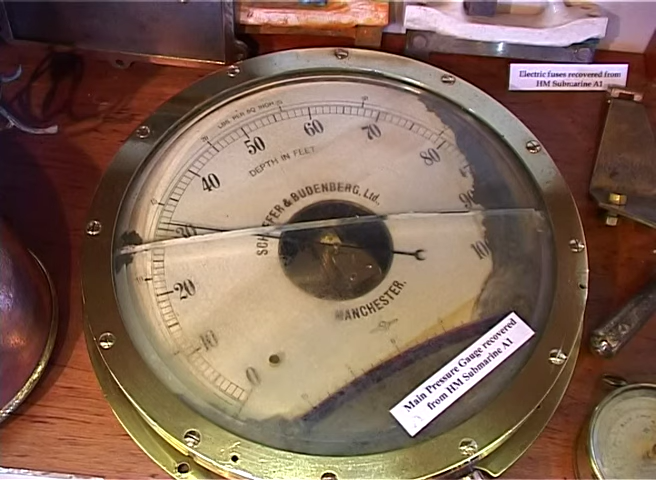 Electric fuses recovered from
HM Submarine A1
LBS PER SQ INCH
DEPTH IN FEET
0
10
20
30
40
50
60
70
80
90
100
& BUDENBERG, Ltd.
MANCHESTER.
Main Pressure Gauge recovered
from HM Submarine A1